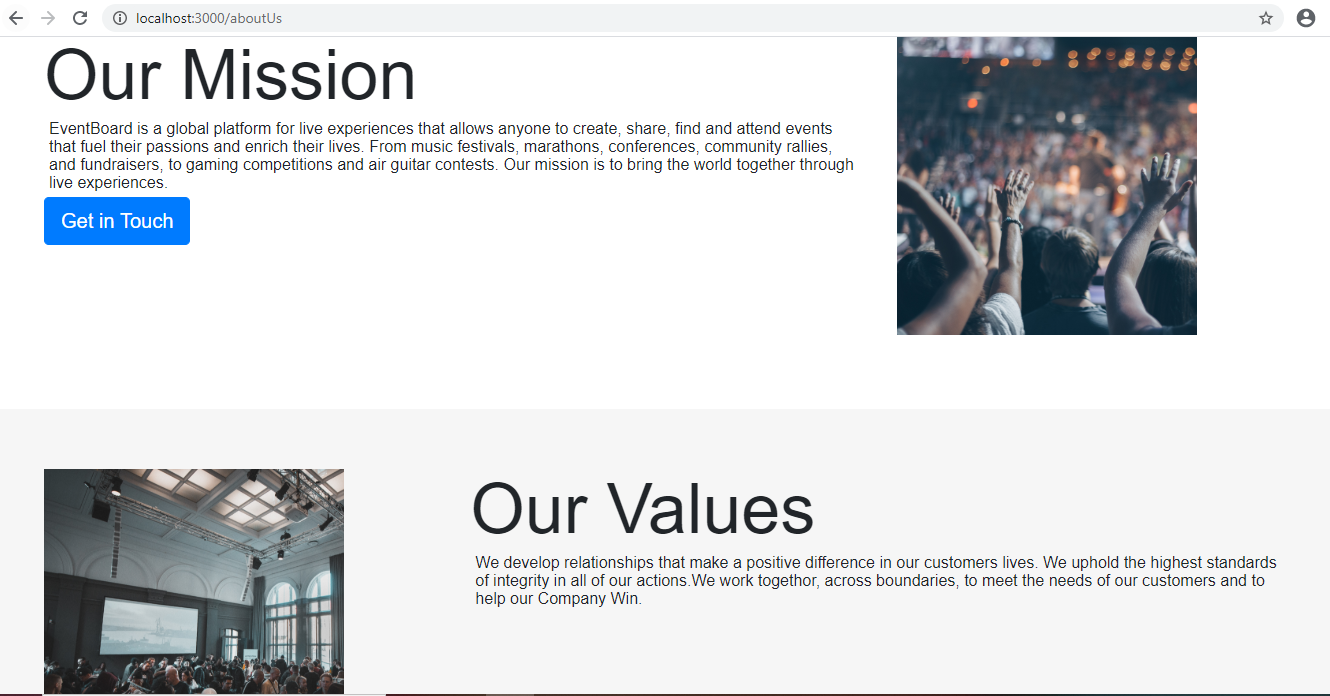 localhost:3000/aboutUs
Our Mission
EventBoard is a global platform for live experiences that allows anyone to create, share, find and attend events
that fuel their passions and enrich their lives. From music festivals, marathons, conferences, community rallies,
and fundraisers, to gaming competitions and air guitar contests. Our mission is to bring the world together through
live experiences.
Get in Touch
Our Values
We develop relationships that make a positive difference in our customers lives. We uphold the highest standards
of integrity in all of our actions.We work togethor, across boundaries, to meet the needs of our customers and to
help our Company Win.